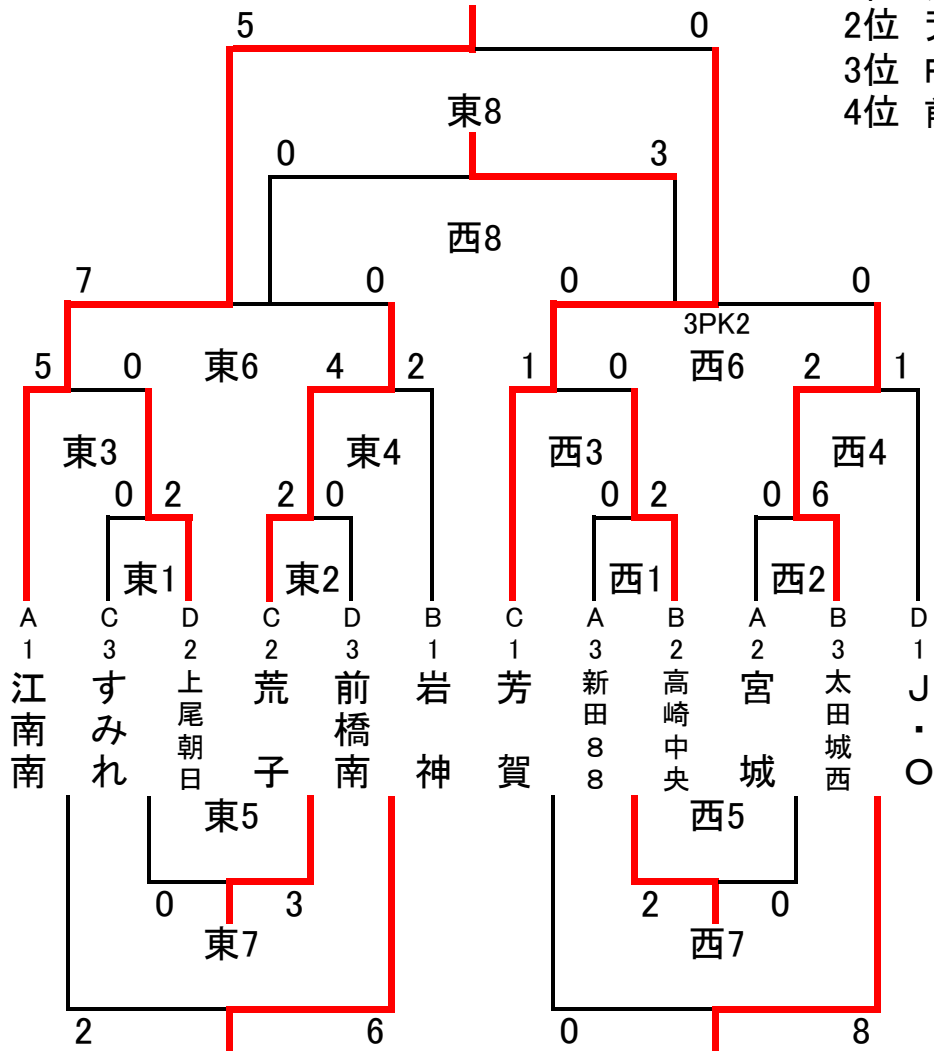 5 0
2位
3位
4位 前
東8
0 3
西8
7 0 0 0
3PK2
5 0 東6 4 2 1 0 西6 2 1
東3 東4 西3 西4
0 2 2 0 0 2 0 6
東1 東2 西1 西2
A C D C D B C A B A B D
1 3 2 2 3 1 1 3 2 2 3 1
江南南 すみれ 上尾朝日 荒子 前橋南 岩神 芳賀 新田88 高崎中央 宮城 太田城西 J・O
東5 西5
0 3 2 0
東7 西7
2 6 0 8